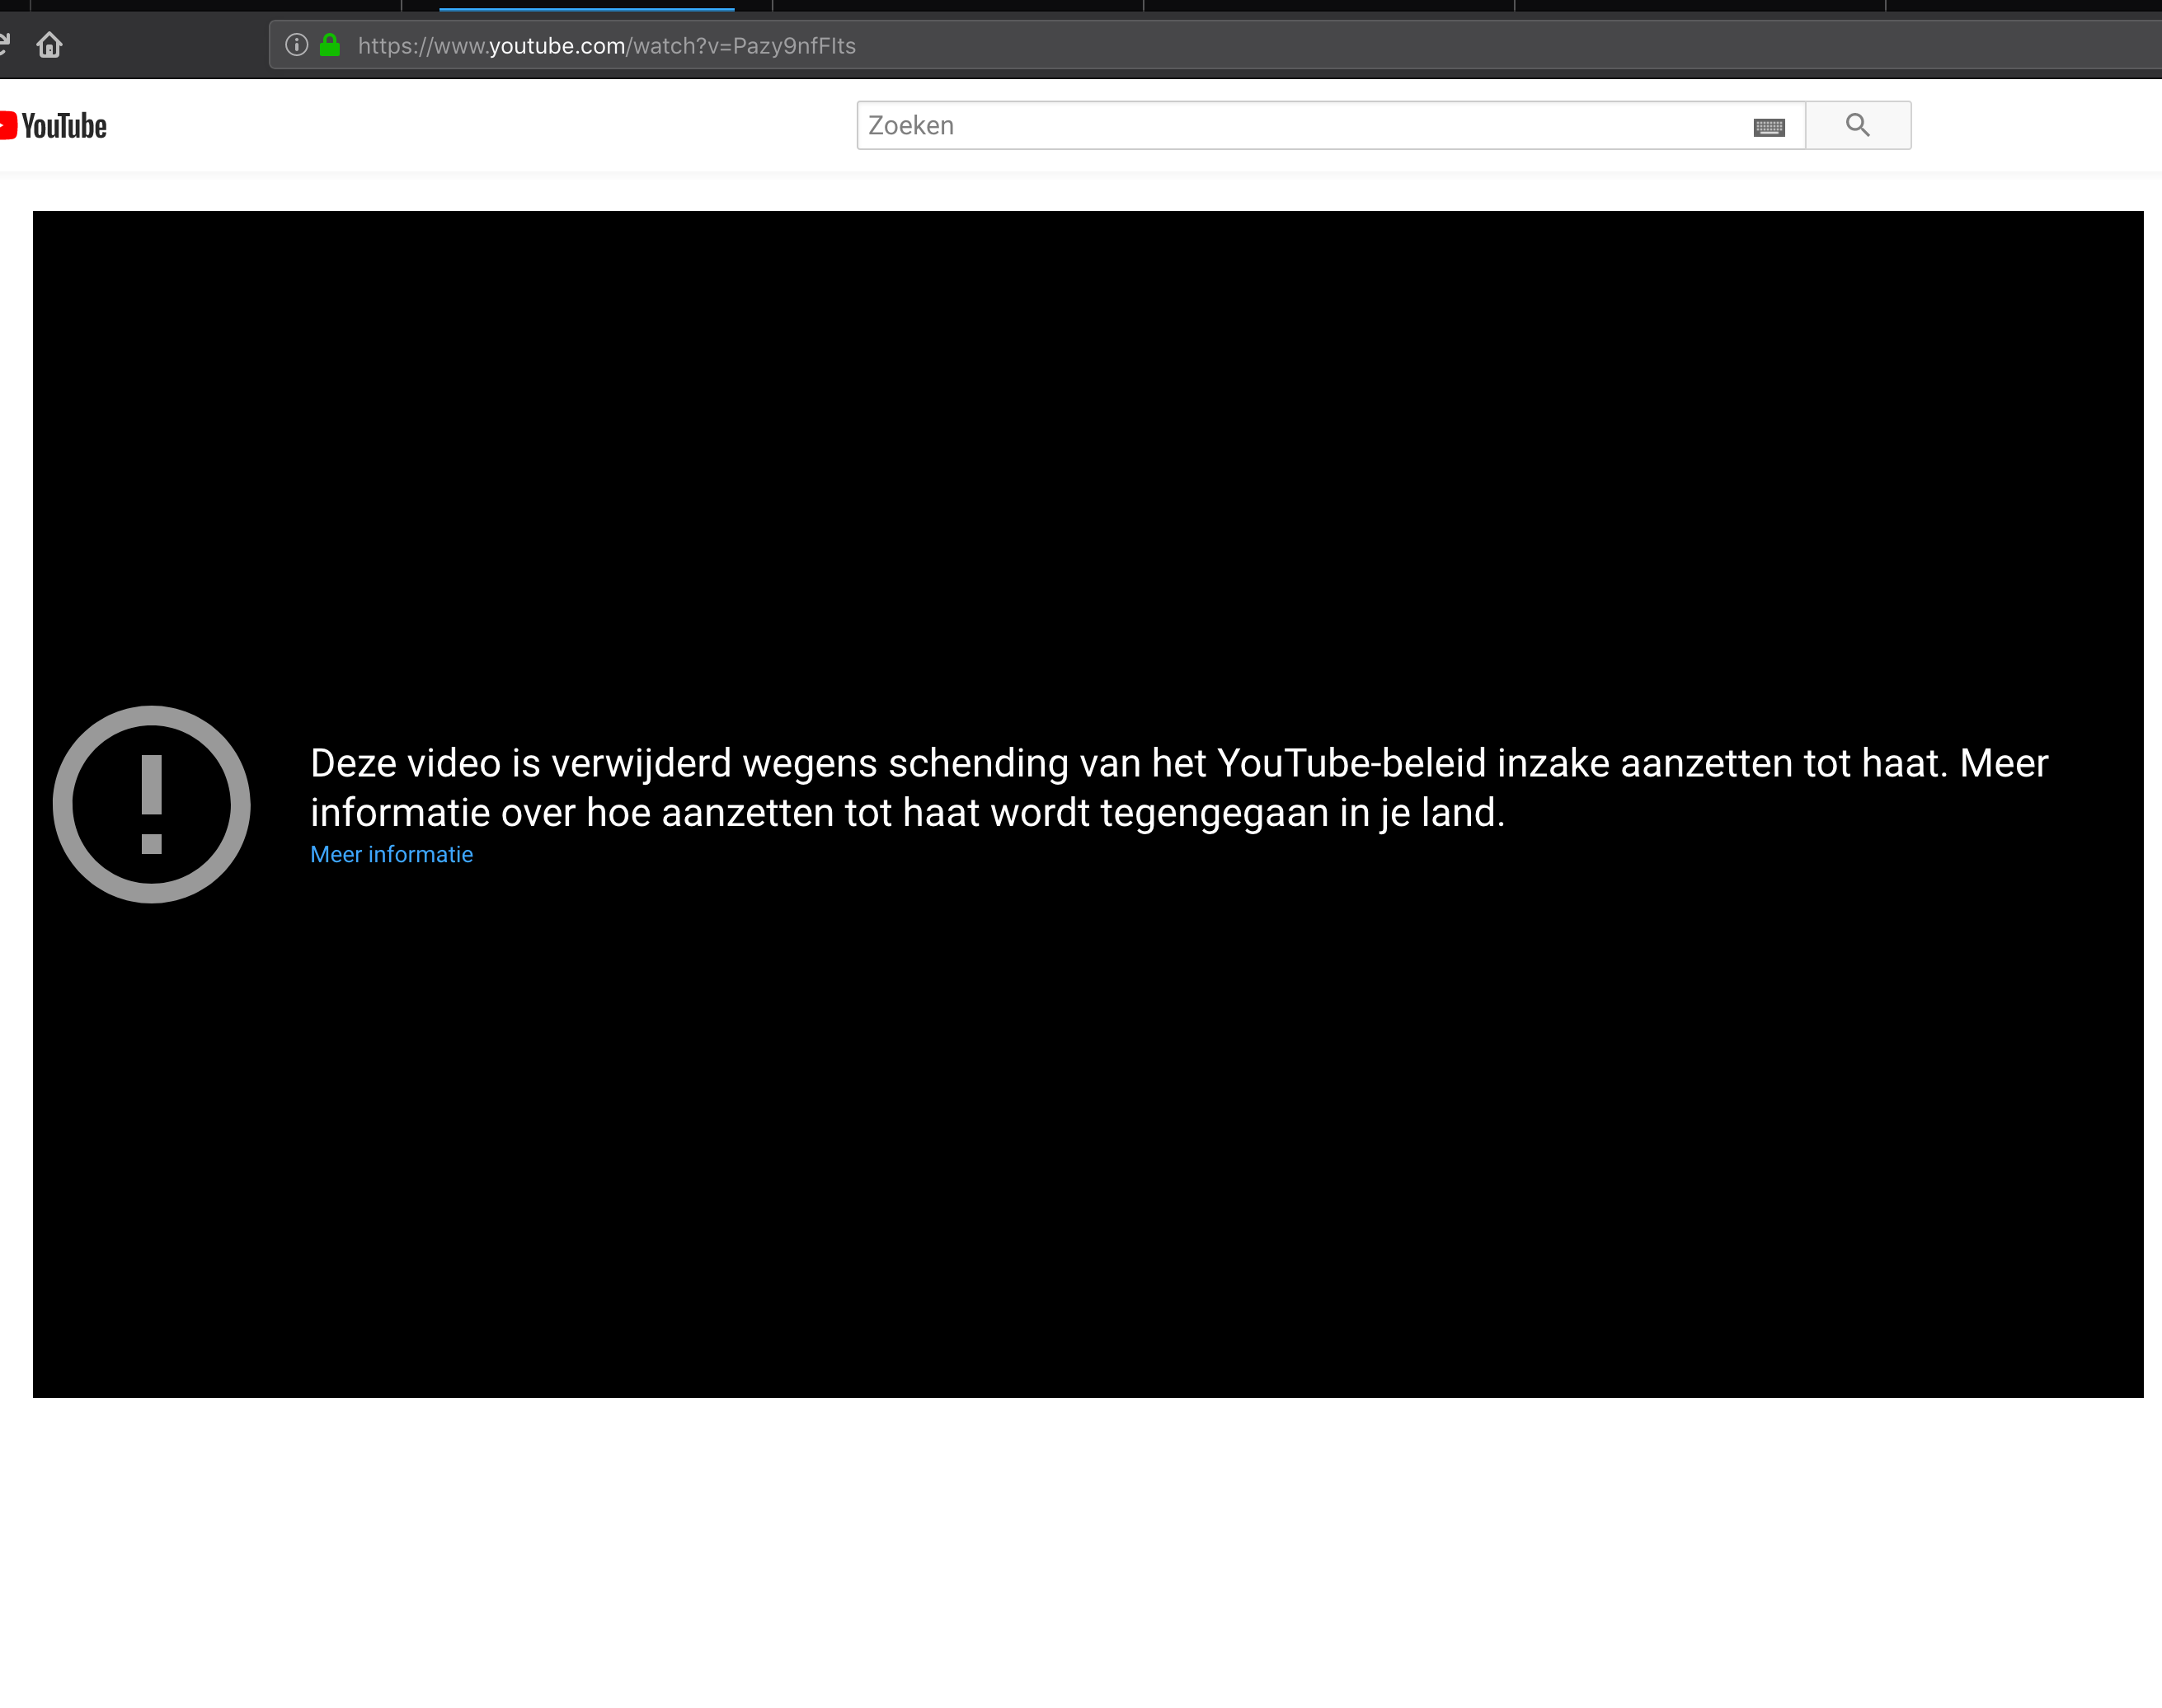 https://www.youtube.com/watch?v=Pazy9nfFIts
YouTube
Zoeken
Deze video is verwijderd wegens schending van het YouTube-beleid inzake aanzetten tot haat. Meer
informatie over hoe aanzetten tot haat wordt tegengegaan in je land.
Meer informatie